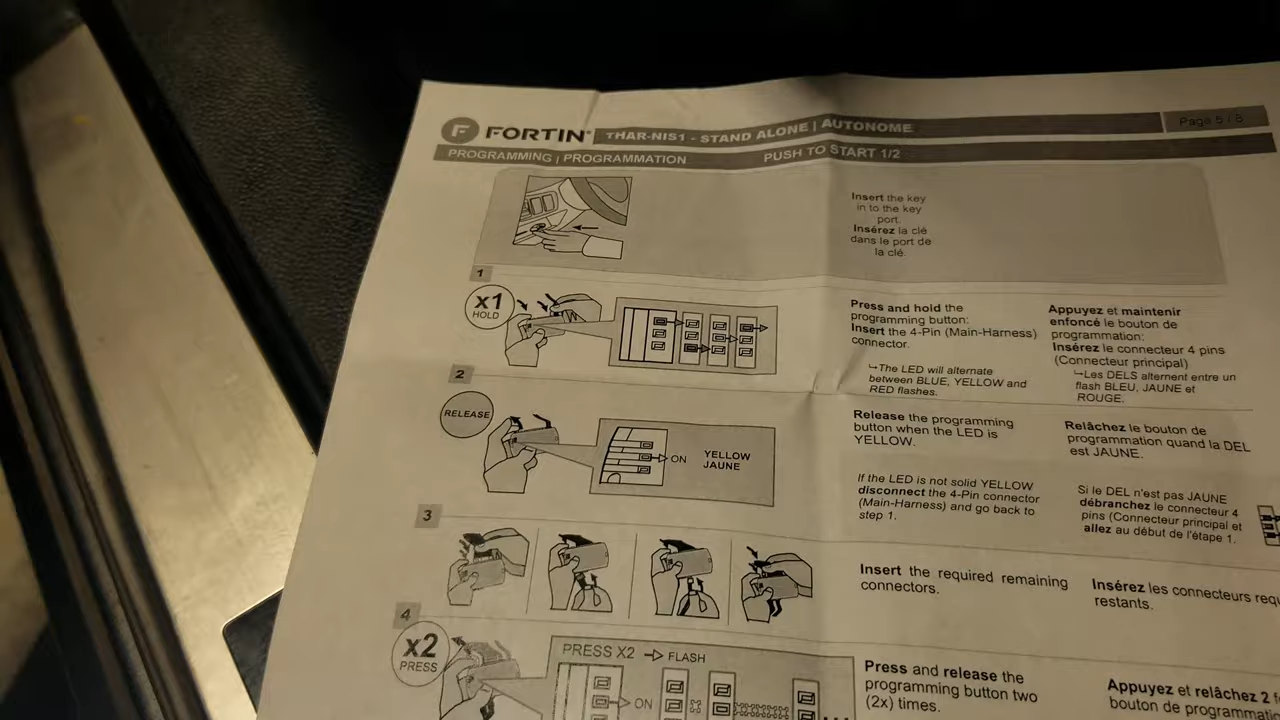 FORTIN
THAR-NIS1 - STAND ALONE | AUTONOME
Page 5 / 8
PROGRAMMING | PROGRAMMATION
PUSH TO START 1/2
Insert the key
in to the key
port.
Insérez la clé
dans le port de
la clé.
1
x1
HOLD
Press and hold the
programming button:
Insert the 4-Pin (Main-Harness)
connector.
↪The LED will alternate
between BLUE, YELLOW and
RED flashes.
Appuyez et maintenir
enfoncé le bouton de
programmation:
Insérez le connecteur 4 pins
(Connecteur principal)
↪Les DELS alternent entre un
flash BLEU, JAUNE et
ROUGE.
2
RELEASE
ON
YELLOW
JAUNE
Release the programming
button when the LED is
YELLOW.
Relâchez le bouton de
programmation quand la DEL
est JAUNE.
If the LED is not solid YELLOW
disconnect the 4-Pin connector
(Main-Harness) and go back to
step 1.
Si le DEL n'est pas JAUNE
débranchez le connecteur 4
pins (Connecteur principal et
allez au début de l'étape 1.
3
Insert the required remaining
connectors.
Insérez les connecteurs requ
restants.
4
x2
PRESS
PRESS X2 → FLASH
ON
Press and release the
programming button two
(2x) times.
Appuyez et relâchez 2 f
bouton de programmatio